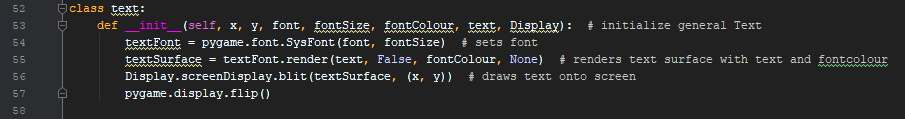 52 class text:
53     def __init__(self, x, y, font, fontSize, fontColour, text, Display):  # initialize general Text
54         textFont = pygame.font.SysFont(font, fontSize)  # sets font
55         textSurface = textFont.render(text, False, fontColour, None)  # renders text surface with text and fontcolour
56         Display.screenDisplay.blit(textSurface, (x, y))  # draws text onto screen
57         pygame.display.flip()
58